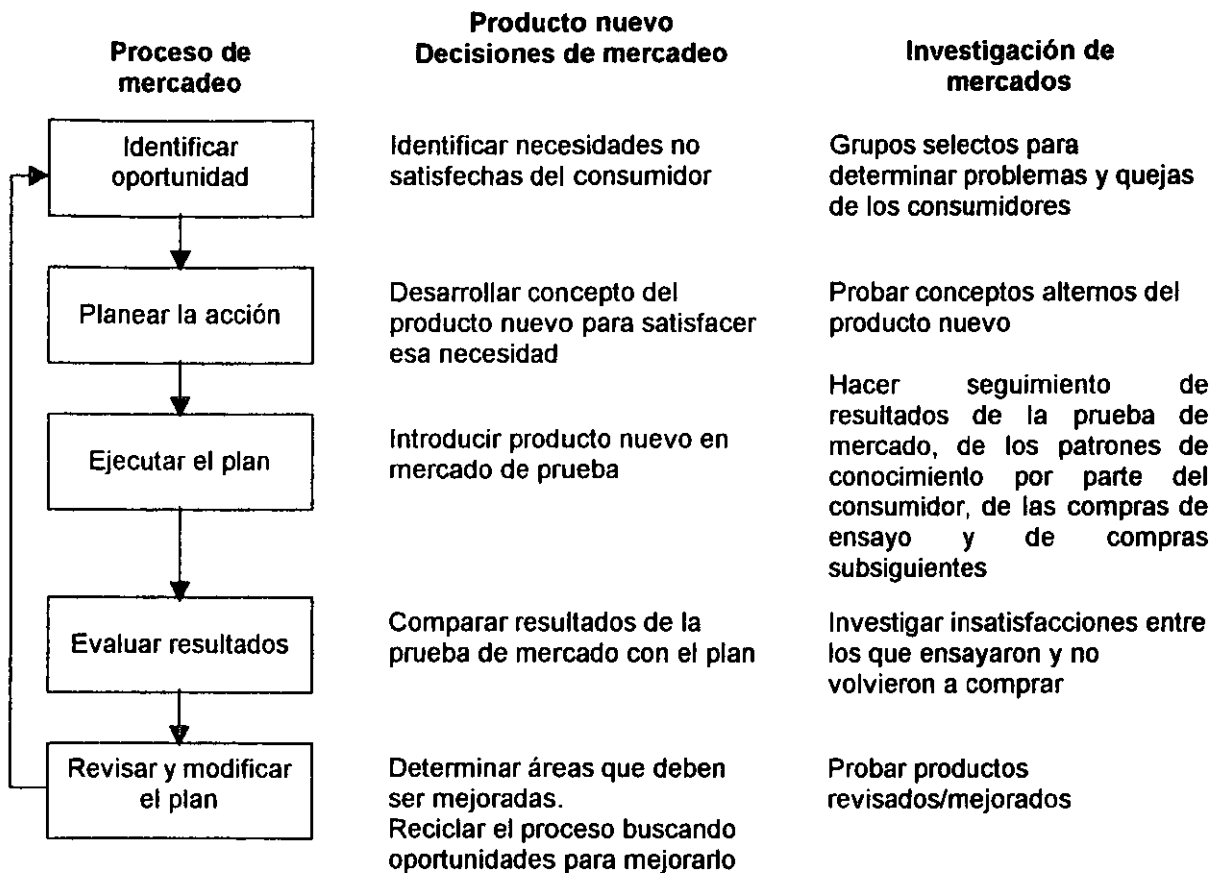 Proceso de
mercadeo
Producto nuevo
Decisiones de mercadeo
Investigación de
mercados
Identificar
oportunidad
Identificar necesidades no
satisfechas del consumidor
Grupos selectos para
determinar problemas y quejas
de los consumidores
Planear la acción
Desarrollar concepto del
producto nuevo para satisfacer
esa necesidad
Probar conceptos alternos del
producto nuevo
Ejecutar el plan
Introducir producto nuevo en
mercado de prueba
Hacer seguimiento de
resultados de la prueba de
mercado, de los patrones de
conocimiento por parte del
consumidor, de las compras de
ensayo y de compras
subsiguientes
Evaluar resultados
Comparar resultados de la
prueba de mercado con el plan
Investigar insatisfacciones entre
los que ensayaron y no
volvieron a comprar
Revisar y modificar
el plan
Determinar áreas que deben
ser mejoradas.
Reciclar el proceso buscando
oportunidades para mejorarlo
Probar productos
revisados/mejorados